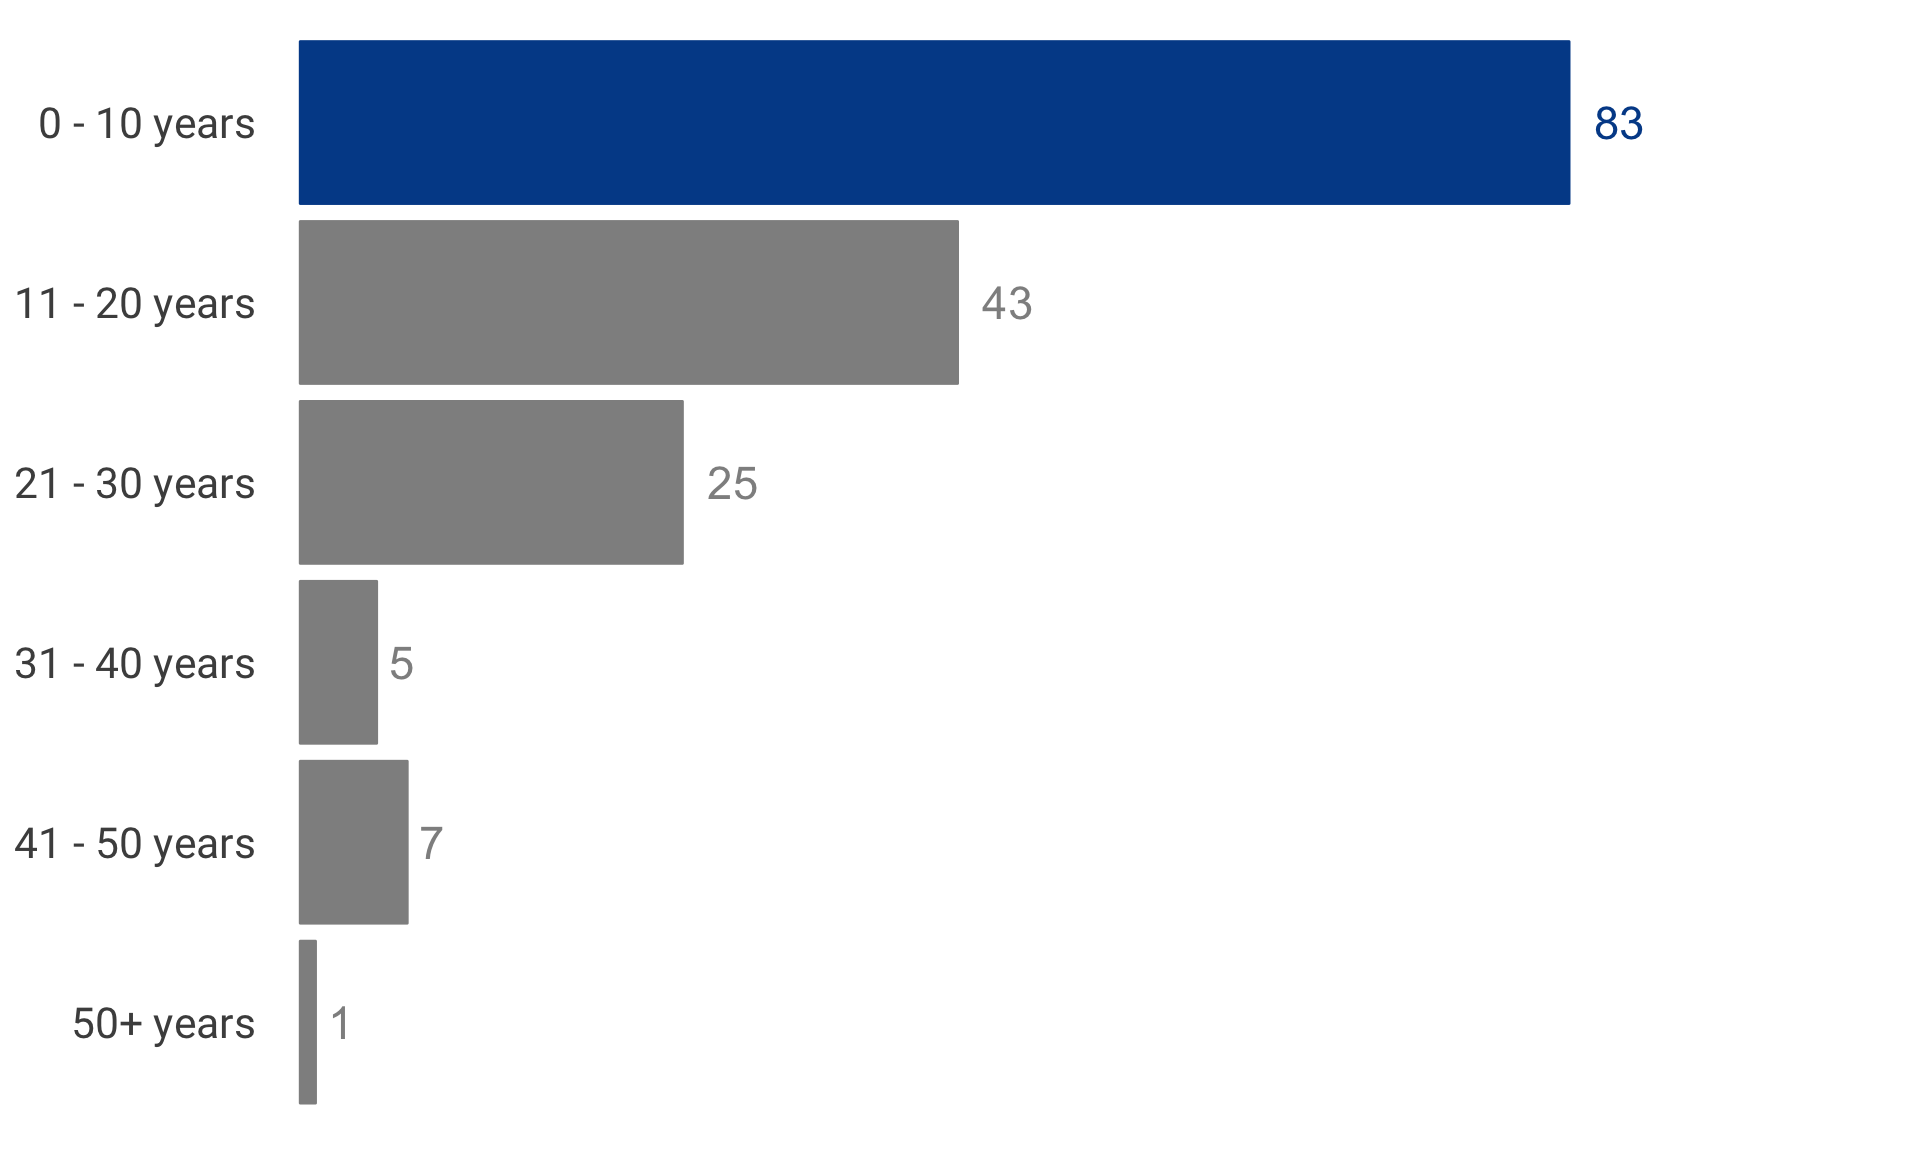 0 - 10 years 83
11 - 20 years 43
21 - 30 years 25
31 - 40 years 5
41 - 50 years 7
50+ years 1